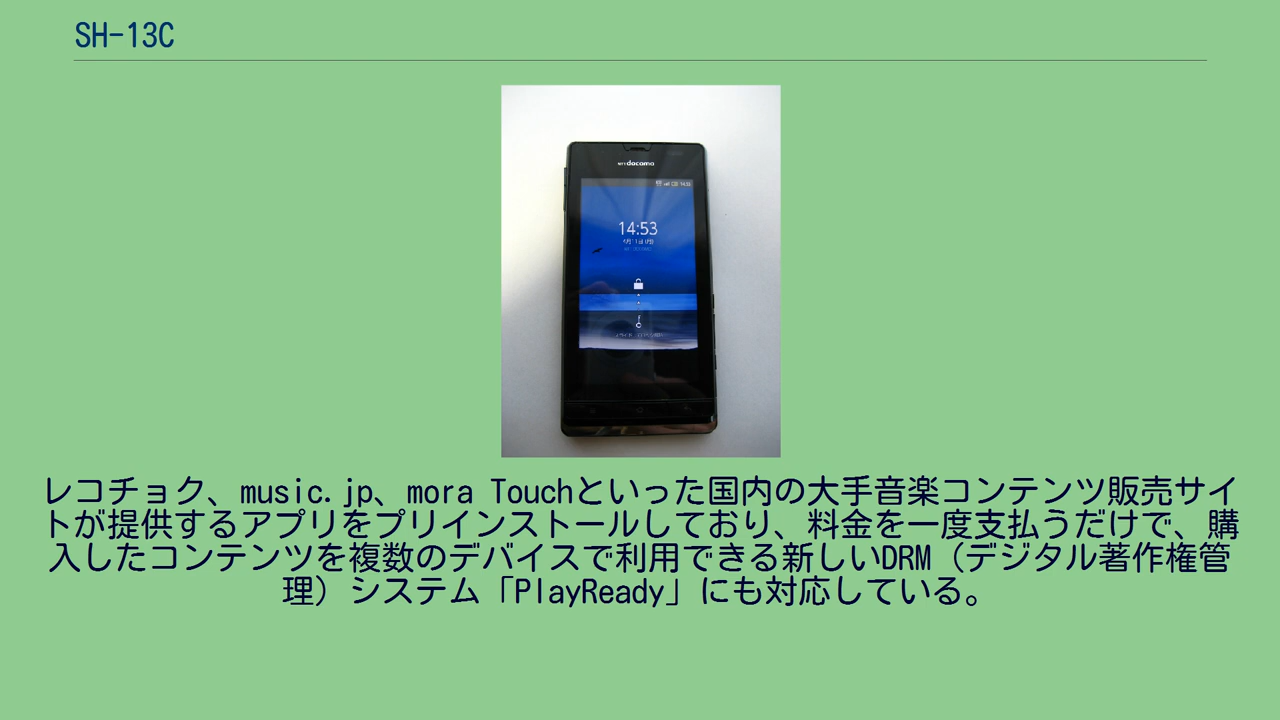 SH-13C
docomo
14:53
レコチョク、music.jp、mora Touchといった国内の大手音楽コンテンツ販売サイ
トが提供するアプリをプリインストールしており、料金を一度支払うだけで、購
入したコンテンツを複数のデバイスで利用できる新しいDRM（デジタル著作権管
理）システム「PlayReady」にも対応している。